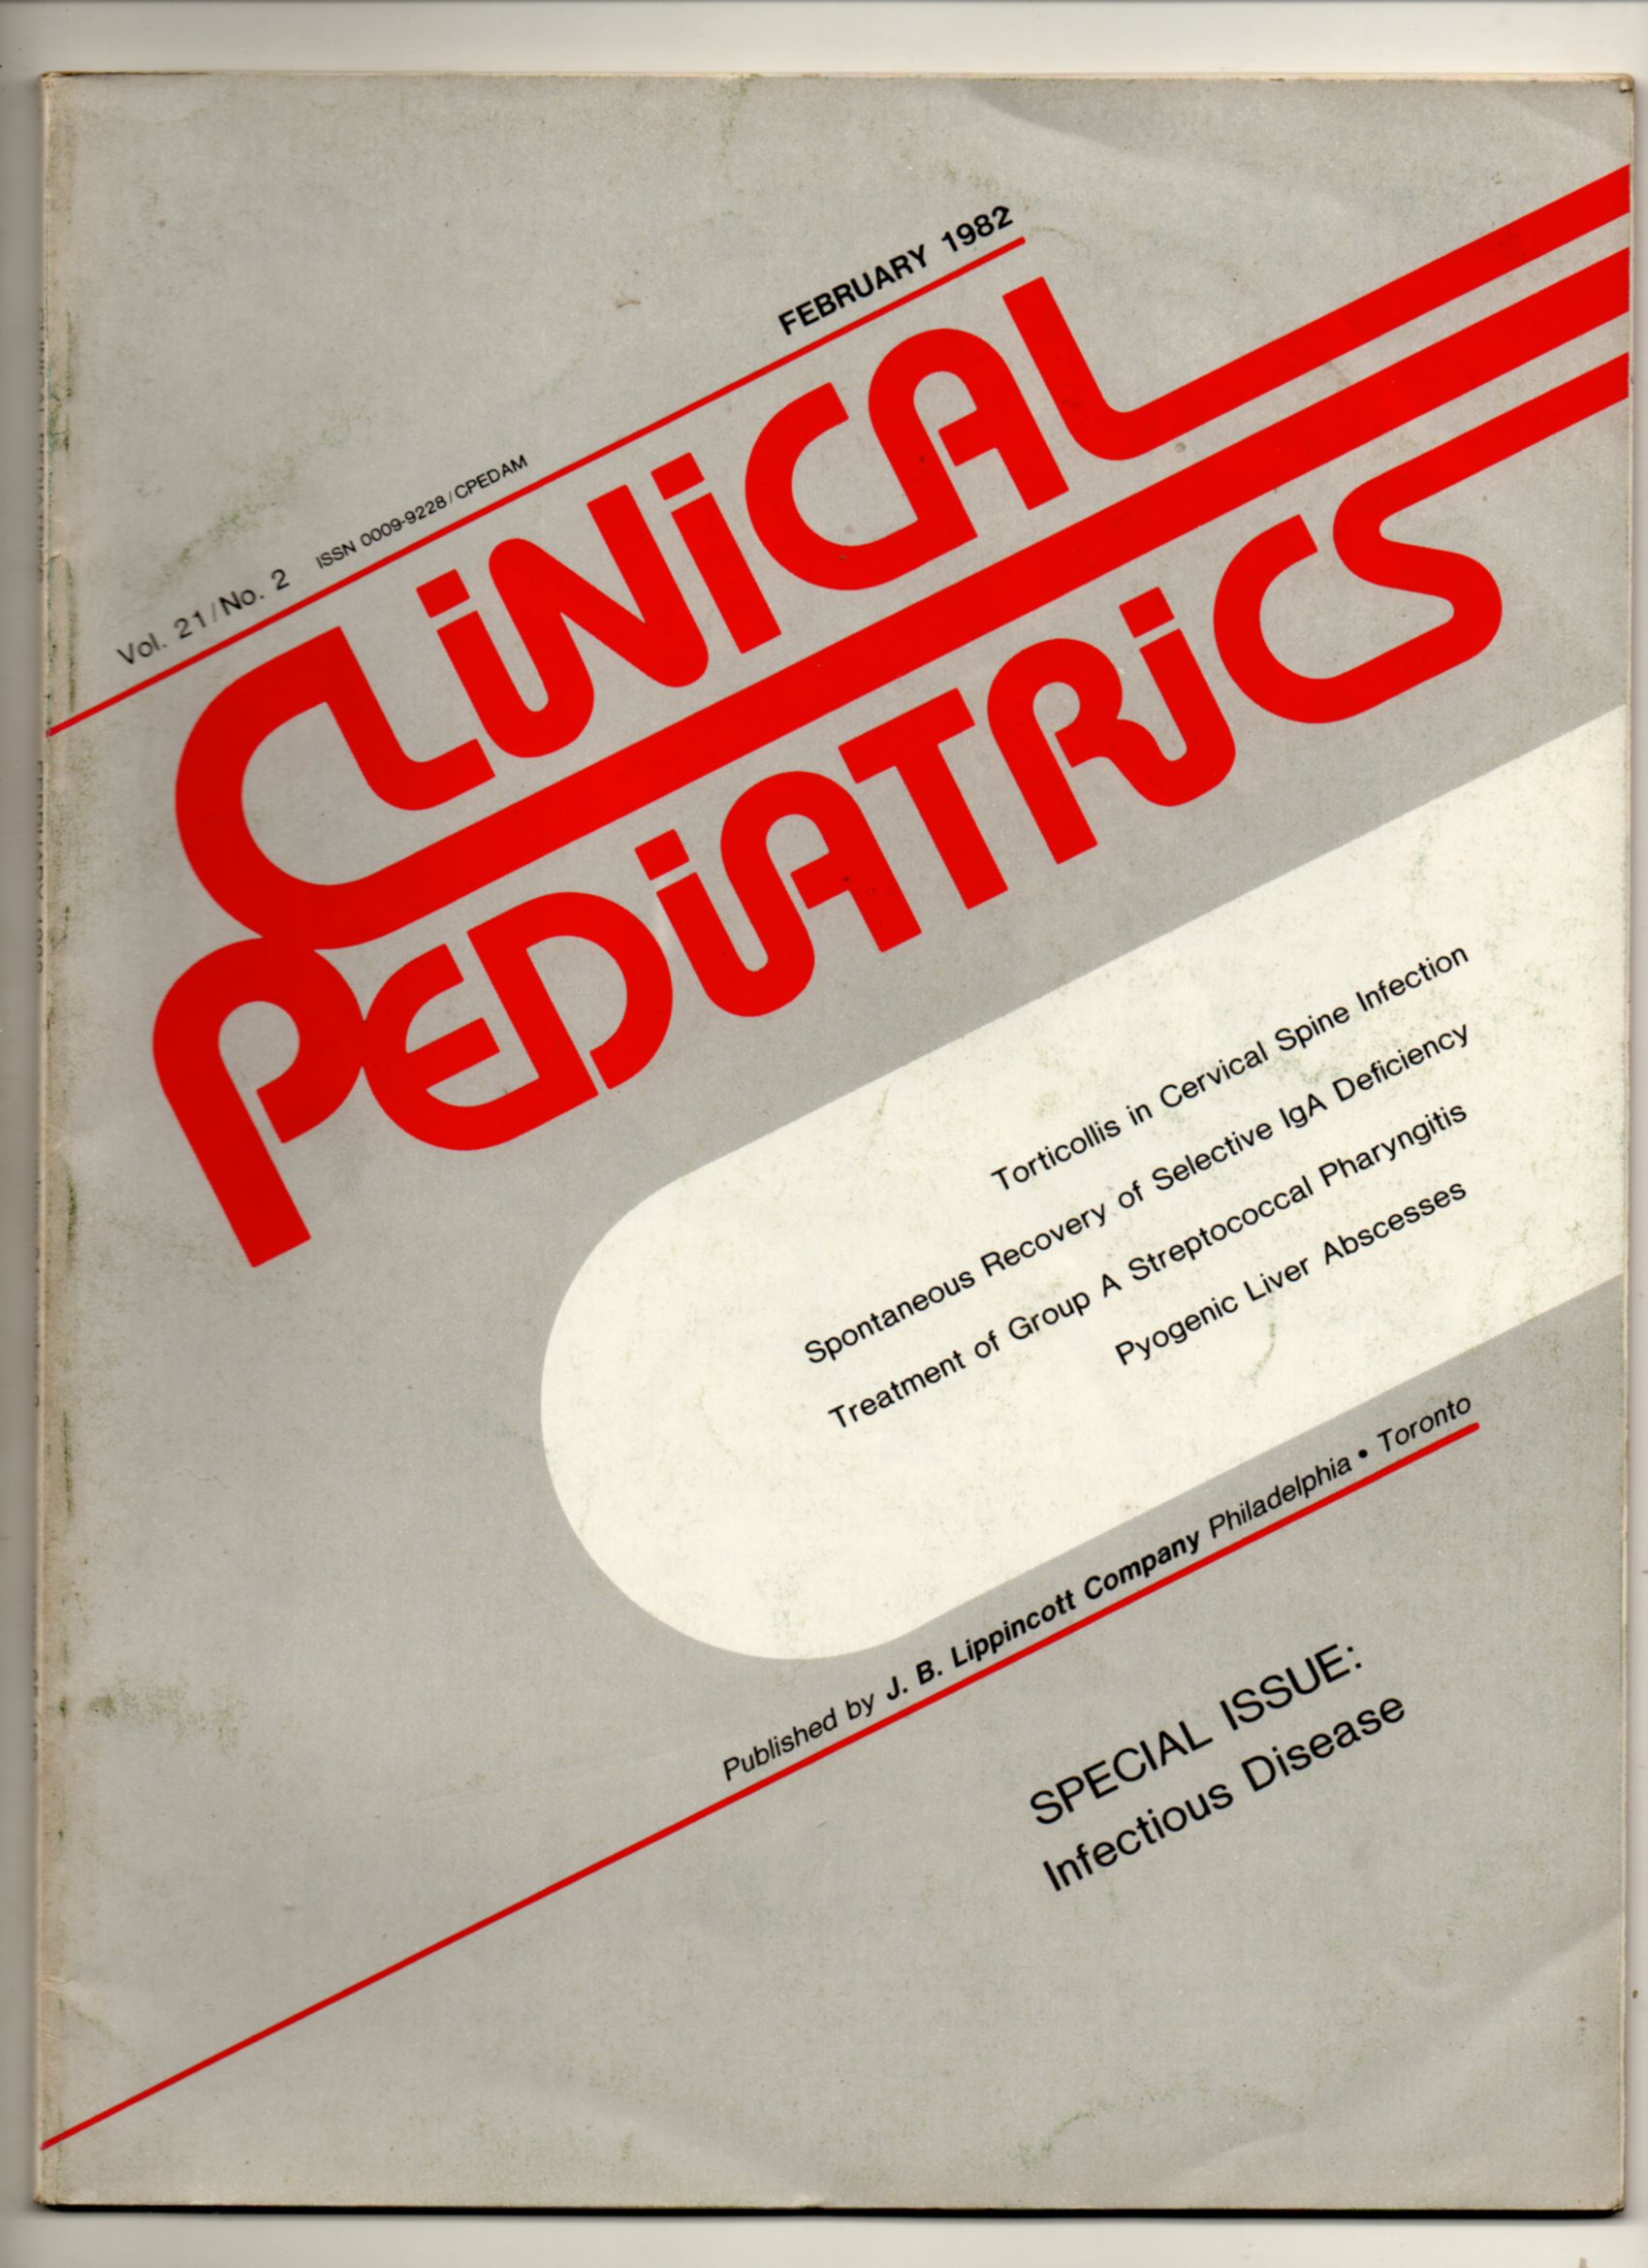 FEBRUARY 1982
Vol. 21/No. 2 ISSN 0009-9228/CPEDAM
CLiNiCAL
PEDiATRiCS
Torticollis in Cervical Spine Infection
Spontaneous Recovery of Selective IgA Deficiency
Treatment of Group A Streptococcal Pharyngitis
Pyogenic Liver Abscesses
Published by J. B. Lippincott Company Philadelphia • Toronto
SPECIAL ISSUE:
Infectious Disease